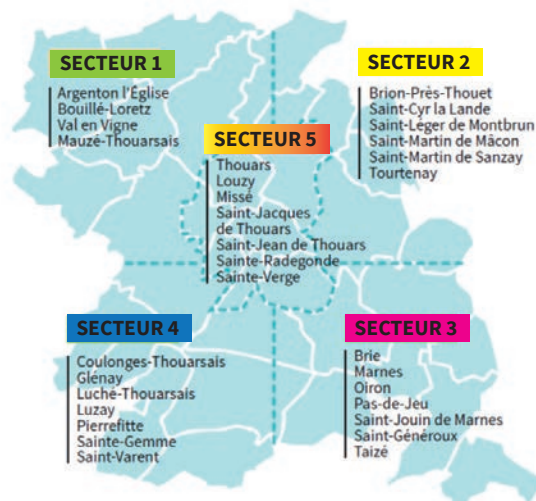 SECTEUR 1
Argenton l'Église
Bouillé-Loretz
Val en Vigne
Mauzé-Thouarsais
SECTEUR 2
Brion-Près-Thouet
Saint-Cyr la Lande
Saint-Léger de Montbrun
Saint-Martin de Mâcon
Saint-Martin de Sanzay
Tourtenay
SECTEUR 5
Thouars
Louzy
Missé
Saint-Jacques
de Thouars
Saint-Jean de Thouars
Sainte-Radegonde
Sainte-Verge
SECTEUR 4
Coulonges-Thouarsais
Glénay
Luché-Thouarsais
Luzay
Pierrefitte
Sainte-Gemme
Saint-Varent
SECTEUR 3
Brie
Marnes
Oiron
Pas-de-Jeu
Saint-Jouin de Marnes
Saint-Généroux
Taizé